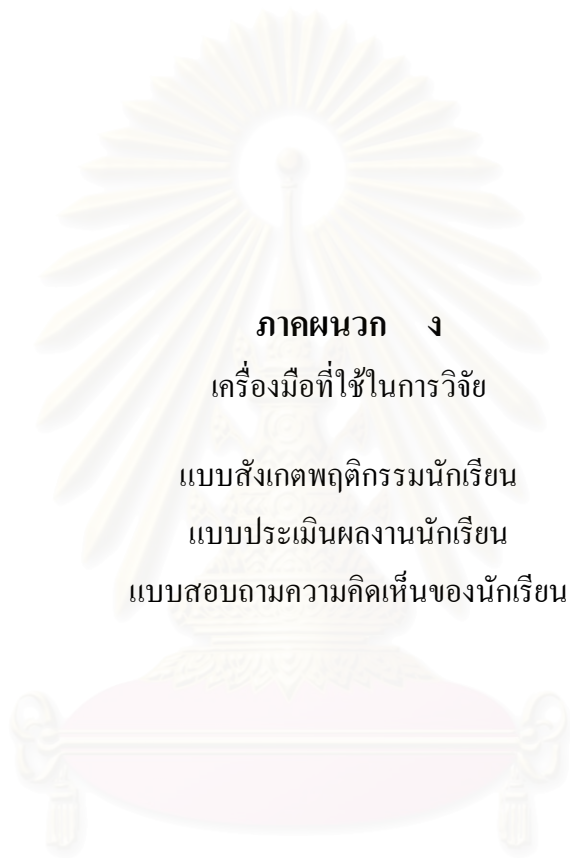 ภาคผนวก ง
เครื่องมือที่ใช้ในการวิจัย
แบบสังเกตพฤติกรรมนักเรียน
แบบประเมินผลงานนักเรียน
แบบสอบถามความคิดเห็นของนักเรียน